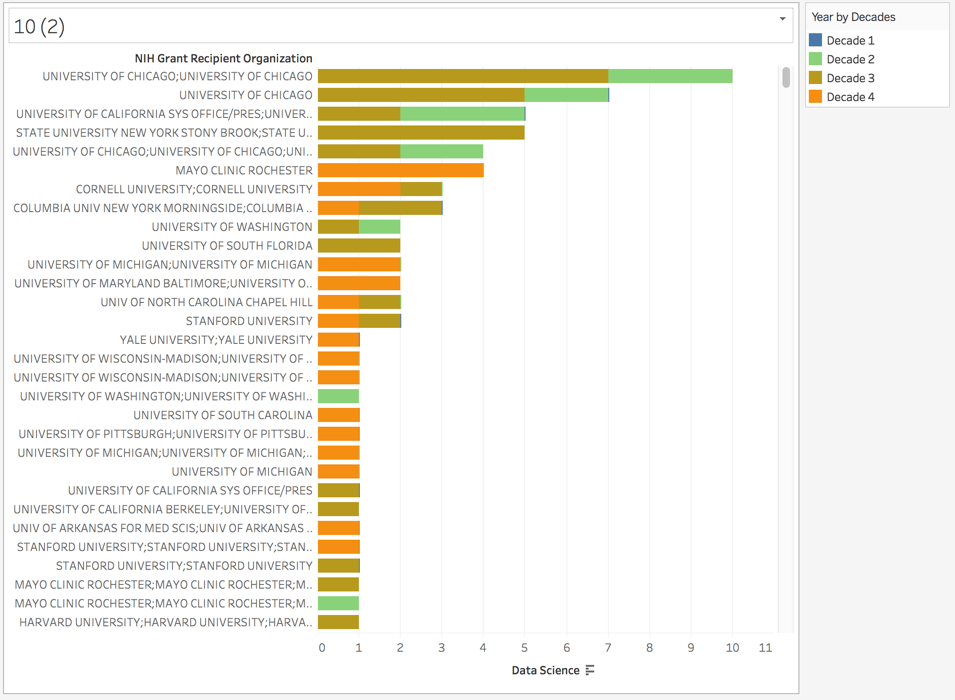 10 (2)
Year by Decades
Decade 1
Decade 2
Decade 3
Decade 4
NIH Grant Recipient Organization
UNIVERSITY OF CHICAGO;UNIVERSITY OF CHICAGO
UNIVERSITY OF CHICAGO
UNIVERSITY OF CALIFORNIA SYS OFFICE/PRES;UNIVER..
STATE UNIVERSITY NEW YORK STONY BROOK;STATE U..
UNIVERSITY OF CHICAGO;UNIVERSITY OF CHICAGO;UNI..
MAYO CLINIC ROCHESTER
CORNELL UNIVERSITY;CORNELL UNIVERSITY
COLUMBIA UNIV NEW YORK MORNINGSIDE;COLUMBIA ..
UNIVERSITY OF WASHINGTON
UNIVERSITY OF SOUTH FLORIDA
UNIVERSITY OF MICHIGAN;UNIVERSITY OF MICHIGAN
UNIVERSITY OF MARYLAND BALTIMORE;UNIVERSITY O..
UNIV OF NORTH CAROLINA CHAPEL HILL
STANFORD UNIVERSITY
YALE UNIVERSITY;YALE UNIVERSITY
UNIVERSITY OF WISCONSIN-MADISON;UNIVERSITY OF ..
UNIVERSITY OF WISCONSIN-MADISON;UNIVERSITY OF ..
UNIVERSITY OF WASHINGTON;UNIVERSITY OF WASHI..
UNIVERSITY OF SOUTH CAROLINA
UNIVERSITY OF PITTSBURGH;UNIVERSITY OF PITTSBU..
UNIVERSITY OF MICHIGAN;UNIVERSITY OF MICHIGAN;..
UNIVERSITY OF MICHIGAN
UNIVERSITY OF CALIFORNIA SYS OFFICE/PRES
UNIVERSITY OF CALIFORNIA BERKELEY;UNIVERSITY OF..
UNIV OF ARKANSAS FOR MED SCIS;UNIV OF ARKANSAS ..
STANFORD UNIVERSITY;STANFORD UNIVERSITY;STAN..
STANFORD UNIVERSITY;STANFORD UNIVERSITY
MAYO CLINIC ROCHESTER;MAYO CLINIC ROCHESTER;M..
MAYO CLINIC ROCHESTER;MAYO CLINIC ROCHESTER;M..
HARVARD UNIVERSITY;HARVARD UNIVERSITY;HARVA..
0 1 2 3 4 5 6 7 8 9 10 11
Data Science